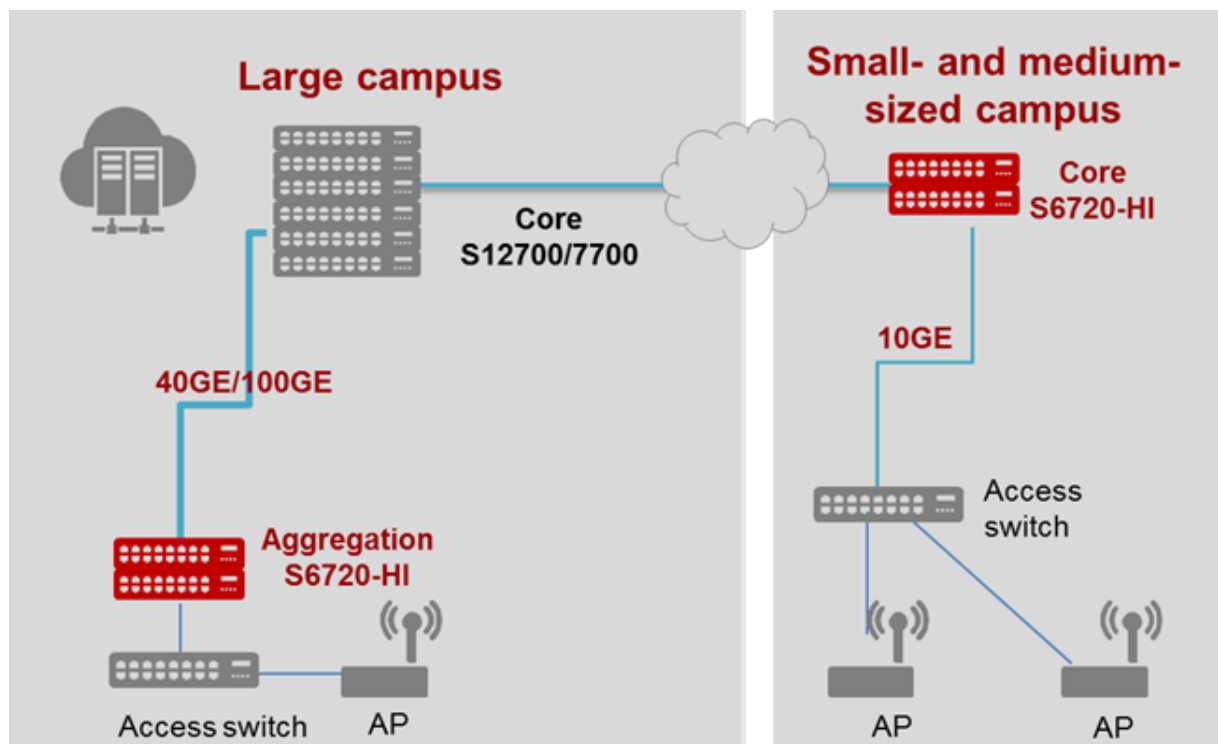 Large campus
Core
S12700/7700
40GE/100GE
Aggregation
S6720-HI
Access switch
AP
Small- and medium-
sized campus
Core
S6720-HI
10GE
Access
switch
AP
AP